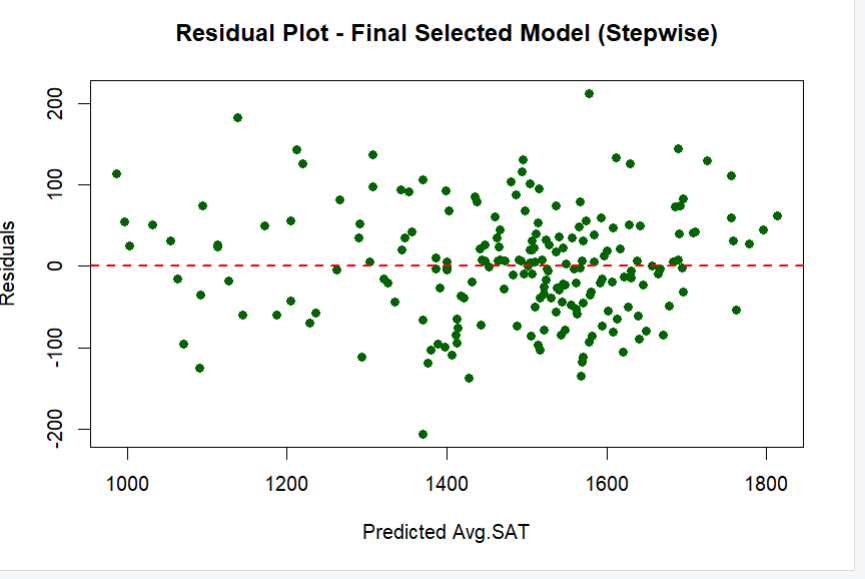 Residual Plot - Final Selected Model (Stepwise)
Residuals
200
100
0
-100
-200
1000 1200 1400 1600 1800
Predicted Avg.SAT